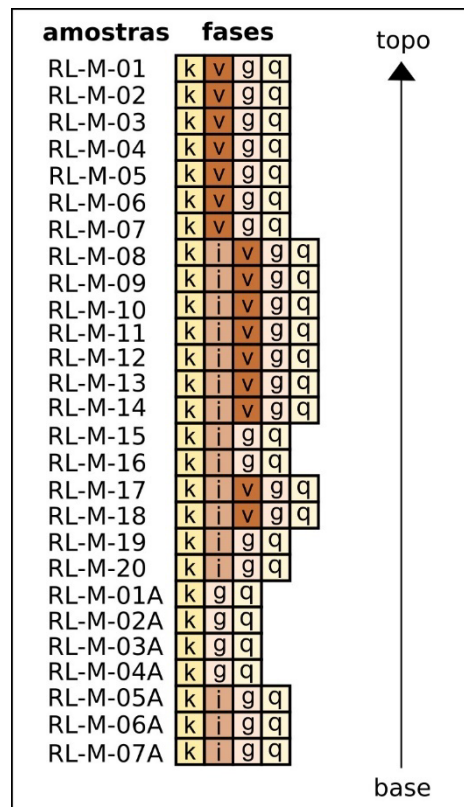 amostras fases topo
RL-M-01 k v g q
RL-M-02 k v g q
RL-M-03 k v g q
RL-M-04 k v g q
RL-M-05 k v g q
RL-M-06 k v g q
RL-M-07 k v g q
RL-M-08 k i v g q
RL-M-09 k i v g q
RL-M-10 k i v g q
RL-M-11 k i v g q
RL-M-12 k i v g q
RL-M-13 k i v g q
RL-M-14 k i v g q
RL-M-15 k i g q
RL-M-16 k i g q
RL-M-17 k i v g q
RL-M-18 k i v g q
RL-M-19 k i g q
RL-M-20 k i g q
RL-M-01A k g q
RL-M-02A k g q
RL-M-03A k g q
RL-M-04A k g q
RL-M-05A k i g q
RL-M-06A k i g q
RL-M-07A k i g q
base